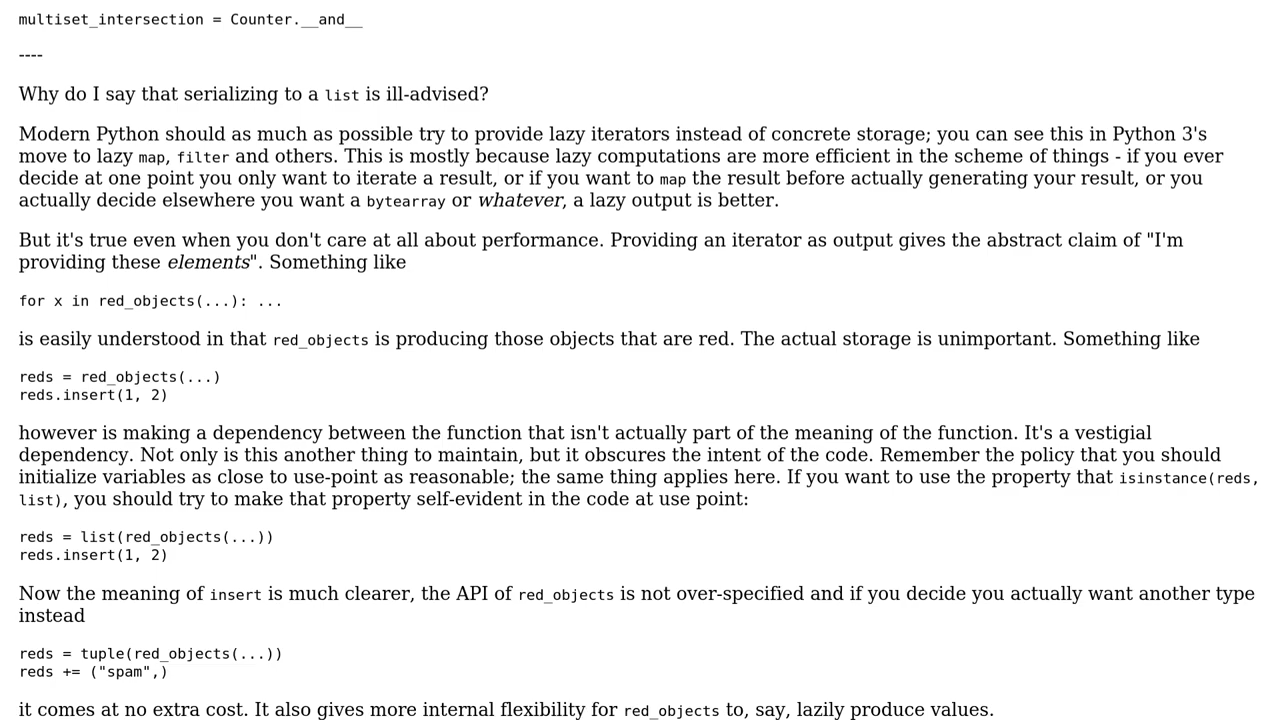 multiset_intersection = Counter.__and__
----
Why do I say that serializing to a list is ill-advised?
Modern Python should as much as possible try to provide lazy iterators instead of concrete storage; you can see this in Python 3's
move to lazy map, filter and others. This is mostly because lazy computations are more efficient in the scheme of things - if you ever
decide at one point you only want to iterate a result, or if you want to map the result before actually generating your result, or you
actually decide elsewhere you want a bytearray or whatever, a lazy output is better.
But it's true even when you don't care at all about performance. Providing an iterator as output gives the abstract claim of "I'm
providing these elements". Something like
for x in red_objects(...): ...
is easily understood in that red_objects is producing those objects that are red. The actual storage is unimportant. Something like
reds = red_objects(...)
reds.insert(1, 2)
however is making a dependency between the function that isn't actually part of the meaning of the function. It's a vestigial
dependency. Not only is this another thing to maintain, but it obscures the intent of the code. Remember the policy that you should
initialize variables as close to use-point as reasonable; the same thing applies here. If you want to use the property that isinstance(reds,
list), you should try to make that property self-evident in the code at use point:
reds = list(red_objects(...))
reds.insert(1, 2)
Now the meaning of insert is much clearer, the API of red_objects is not over-specified and if you decide you actually want another type
instead
reds = tuple(red_objects(...))
reds += ("spam",)
it comes at no extra cost. It also gives more internal flexibility for red_objects to, say, lazily produce values.